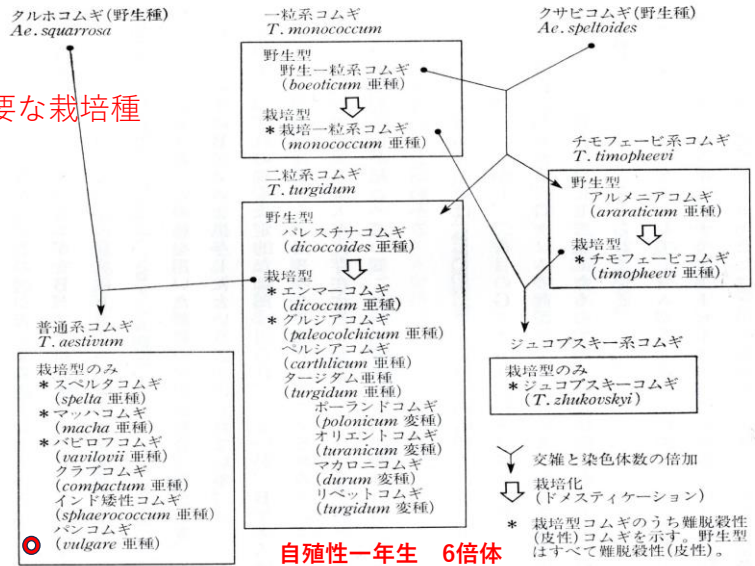 タルホコムギ(野生種)
Ae. squarrosa
一粒系コムギ
T. monococcum
クサビコムギ(野生種)
Ae. speltoides
要な栽培種
野生型
野生一粒系コムギ
(boeoticum 亜種)
栽培型
*栽培一粒系コムギ
(monococcum 亜種)
二粒系コムギ
T. turgidum
野生型
パレスチナコムギ
(dicoccoides 亜種)
栽培型
*エンマーコムギ
(dicoccum 亜種)
*グルジアコムギ
(paleocolchicum 亜種)
ペルシアコムギ
(carthlicum 亜種)
タージダム亜種
(turgidum 亜種)
ポーランドコムギ
(polonicum 変種)
オリエントコムギ
(turanicum 変種)
マカロニコムギ
(durum 変種)
リベットコムギ
(turgidum 変種)
チモフェービ系コムギ
T. timopheevi
野生型
アルメニアコムギ
(araraticum 亜種)
栽培型
*チモフェービコムギ
(timopheevi 亜種)
普通系コムギ
T. aestivum
栽培型のみ
*スペルタコムギ
(spelta 亜種)
*マッハコムギ
(macha 亜種)
*バビロフコムギ
(vavilovii 亜種)
クラブコムギ
(compactum 亜種)
インド矮性コムギ
(sphaerococcum 亜種)
パンコムギ
(vulgare 亜種)
ジュコブスキー系コムギ
栽培型のみ
*ジュコブスキーコムギ
(T. zhukovskyi)
交雑と染色体数の倍加
栽培化
(ドメスティケーション)
* 栽培型コムギのうち難脱穀性
(皮性)コムギを示す。野生型
はすべて難脱穀性(皮性)。
自殖性一年生 6倍体